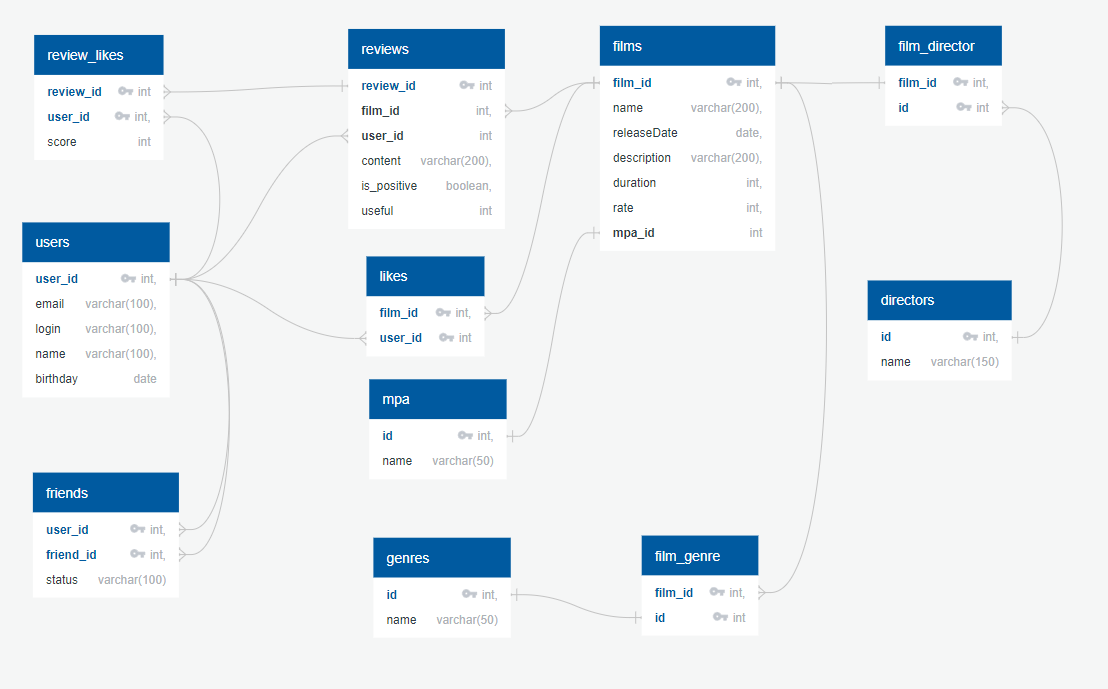 review_likes
review_id int
user_id int,
score int
reviews
review_id int
film_id int,
user_id int
content varchar(200),
is_positive boolean,
useful int
films
film_id int,
name varchar(200),
releaseDate date,
description varchar(200),
duration int,
rate int,
mpa_id int
film_director
film_id int,
id int
users
user_id int,
email varchar(100),
login varchar(100),
name varchar(100),
birthday date
likes
film_id int,
user_id int
directors
id int,
name varchar(150)
mpa
id int,
name varchar(50)
friends
user_id int,
friend_id int,
status varchar(100)
genres
id int,
name varchar(50)
film_genre
film_id int,
id int